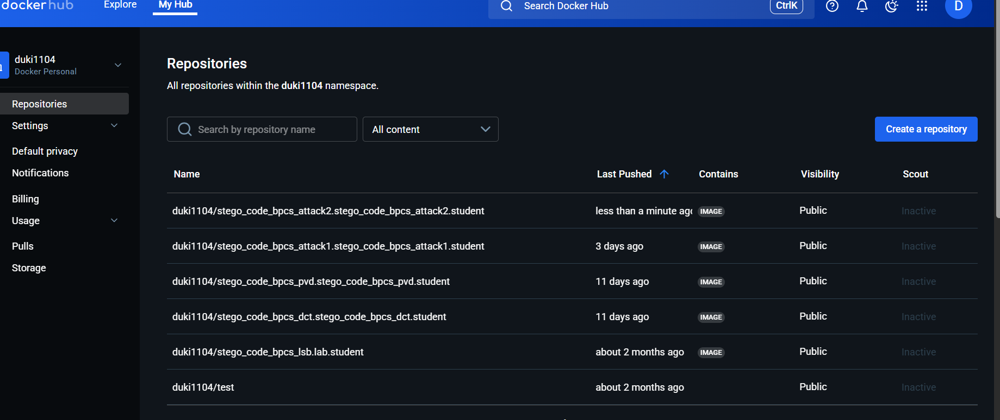 dockerhub Explore My Hub Search Docker Hub CtrlK D
duki1104
Docker Personal
Repositories
Settings
Default privacy
Notifications
Billing
Usage
Pulls
Storage
Repositories
All repositories within the duki1104 namespace.
Search by repository name All content Create a repository
Name Last Pushed Contains Visibility Scout
duki1104/stego_code_bpcs_attack2.stego_code_bpcs_attack2.student less than a minute ago IMAGE Public Inactive
duki1104/stego_code_bpcs_attack1.stego_code_bpcs_attack1.student 3 days ago IMAGE Public Inactive
duki1104/stego_code_bpcs_pvd.stego_code_bpcs_pvd.student 11 days ago IMAGE Public Inactive
duki1104/stego_code_bpcs_dct.stego_code_bpcs_dct.student 11 days ago IMAGE Public Inactive
duki1104/stego_code_bpcs_lsb.lab.student about 2 months ago IMAGE Public Inactive
duki1104/test about 2 months ago Public Inactive